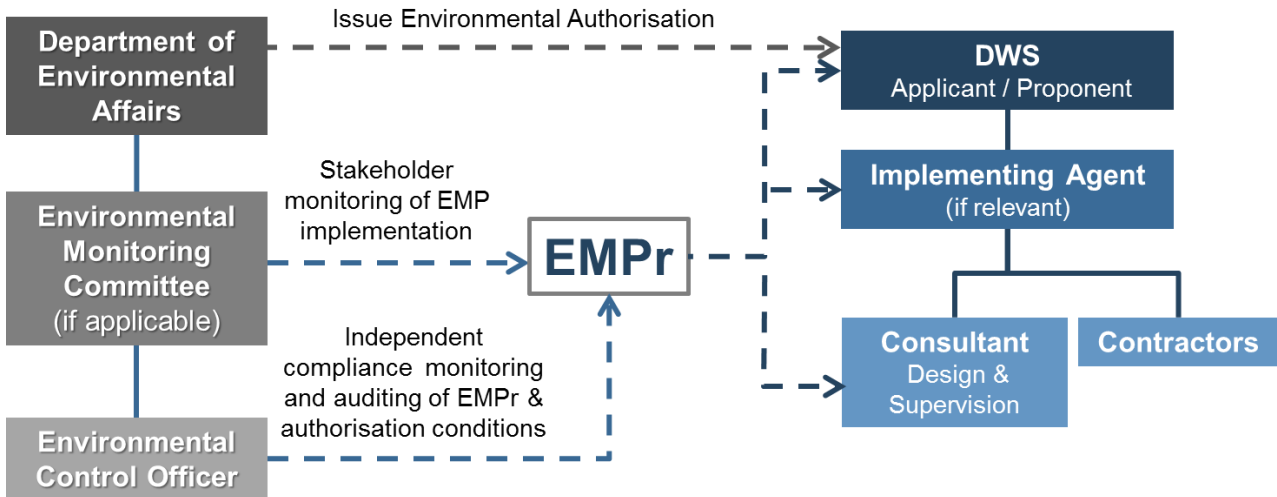 Issue Environmental Authorisation
Department of
Environmental
Affairs
DWS
Applicant / Proponent
Stakeholder
monitoring of EMP
implementation
Implementing Agent
(if relevant)
Environmental
Monitoring
Committee
(if applicable)
EMPr
Independent
compliance monitoring
and auditing of EMPr &
authorisation conditions
Consultant
Design &
Supervision
Contractors
Environmental
Control Officer